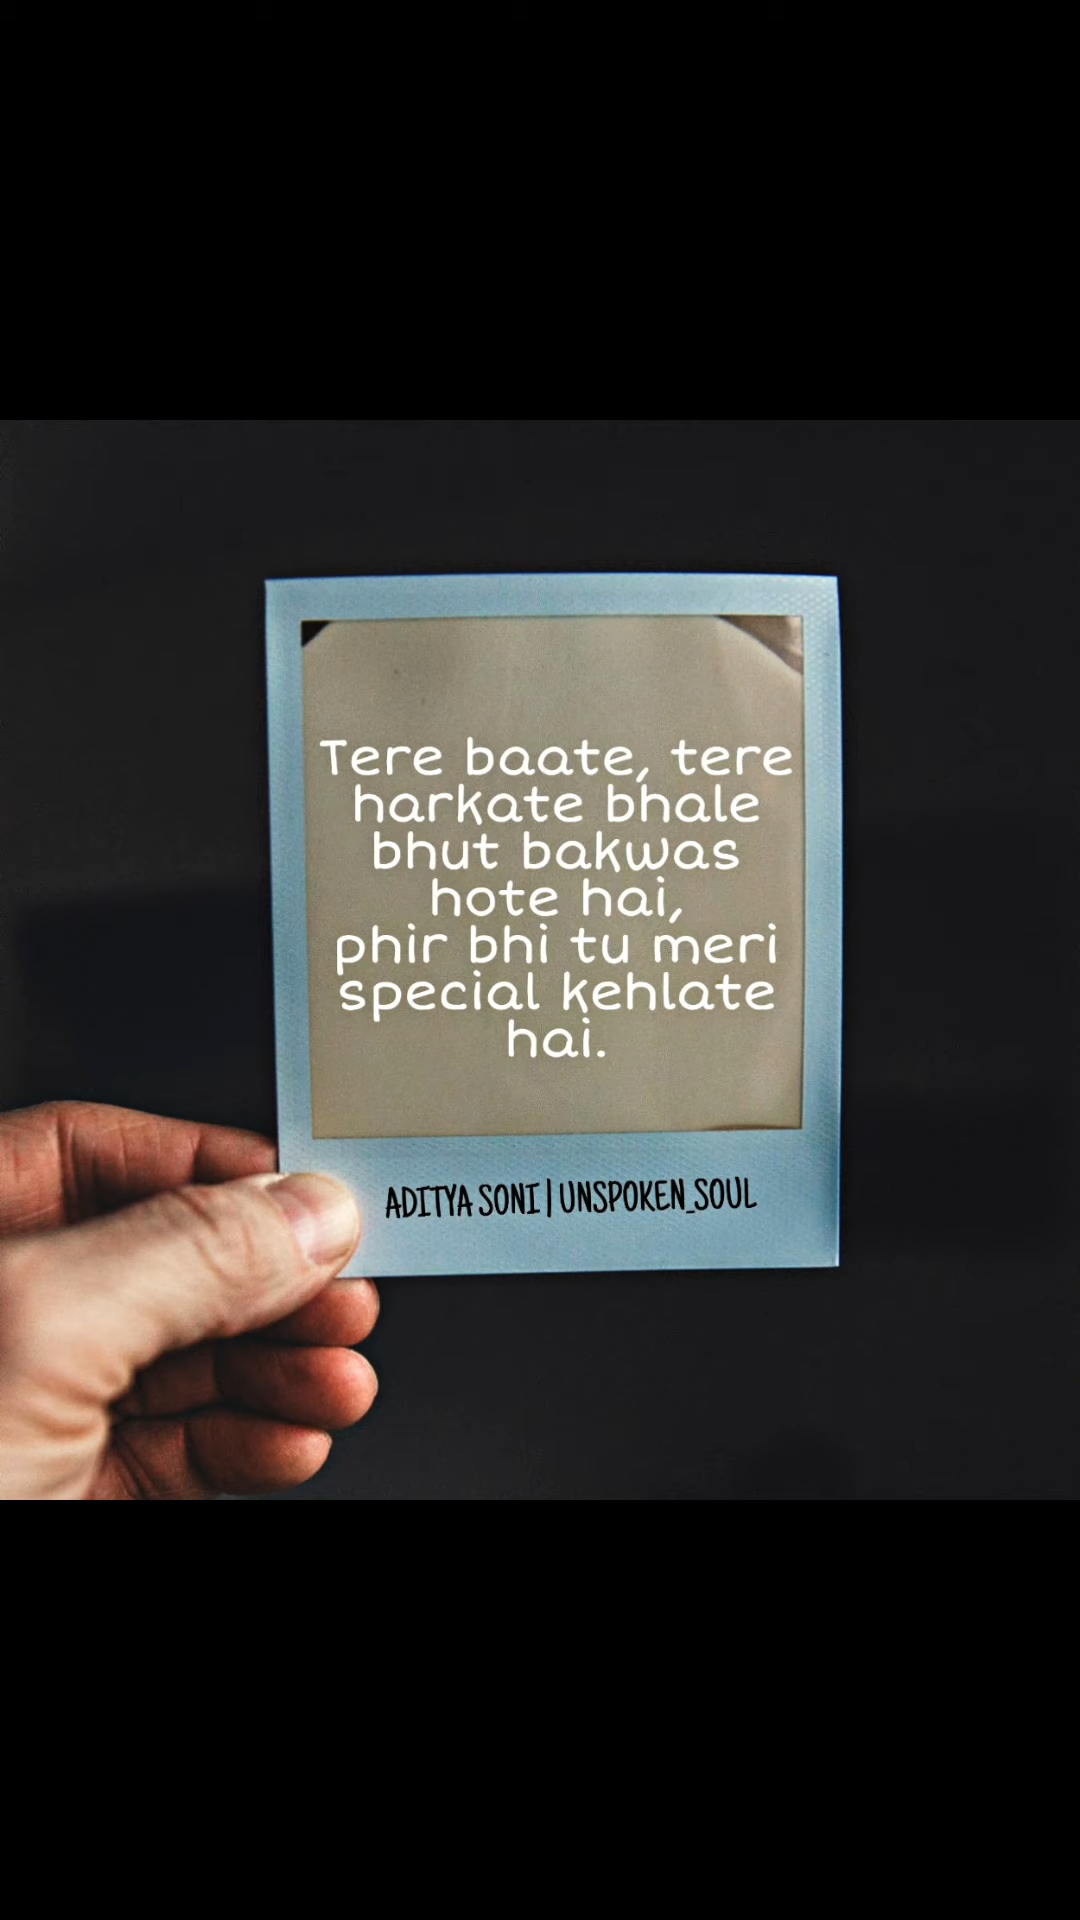 Tere baate, tere
harkate bhale
bhut bakwas
hote hai,
phir bhi tu meri
special kehlate
hai.
ADITYA SONI | UNSPOKEN_SOUL